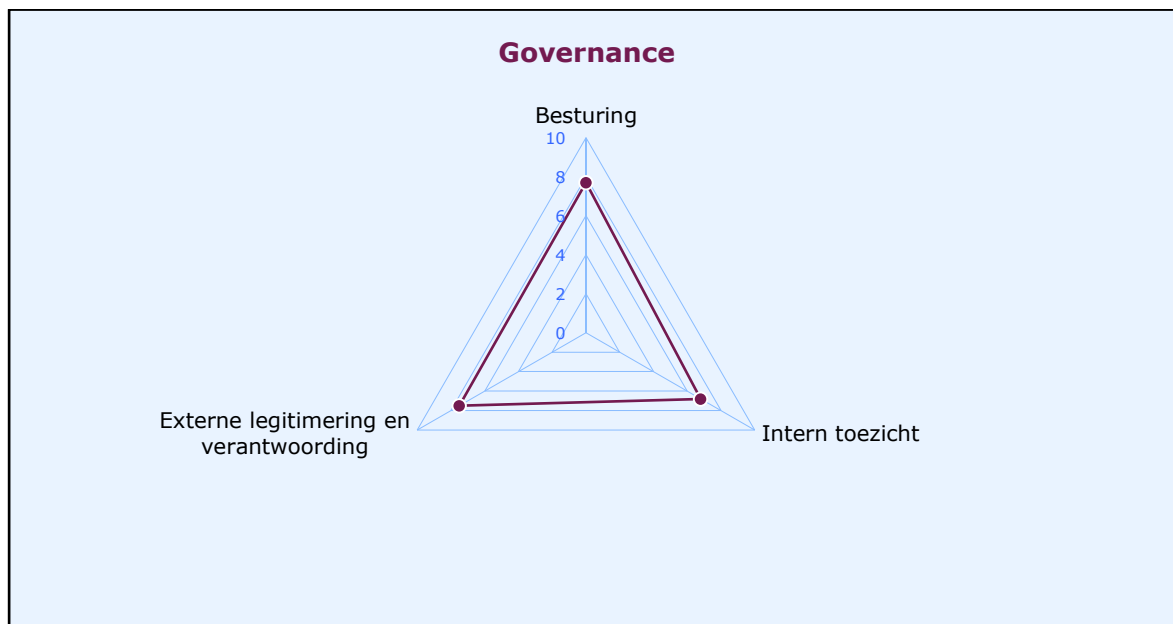 Governance
Besturing
10
8
6
4
2
0
Externe legitimering en
verantwoording
Intern toezicht